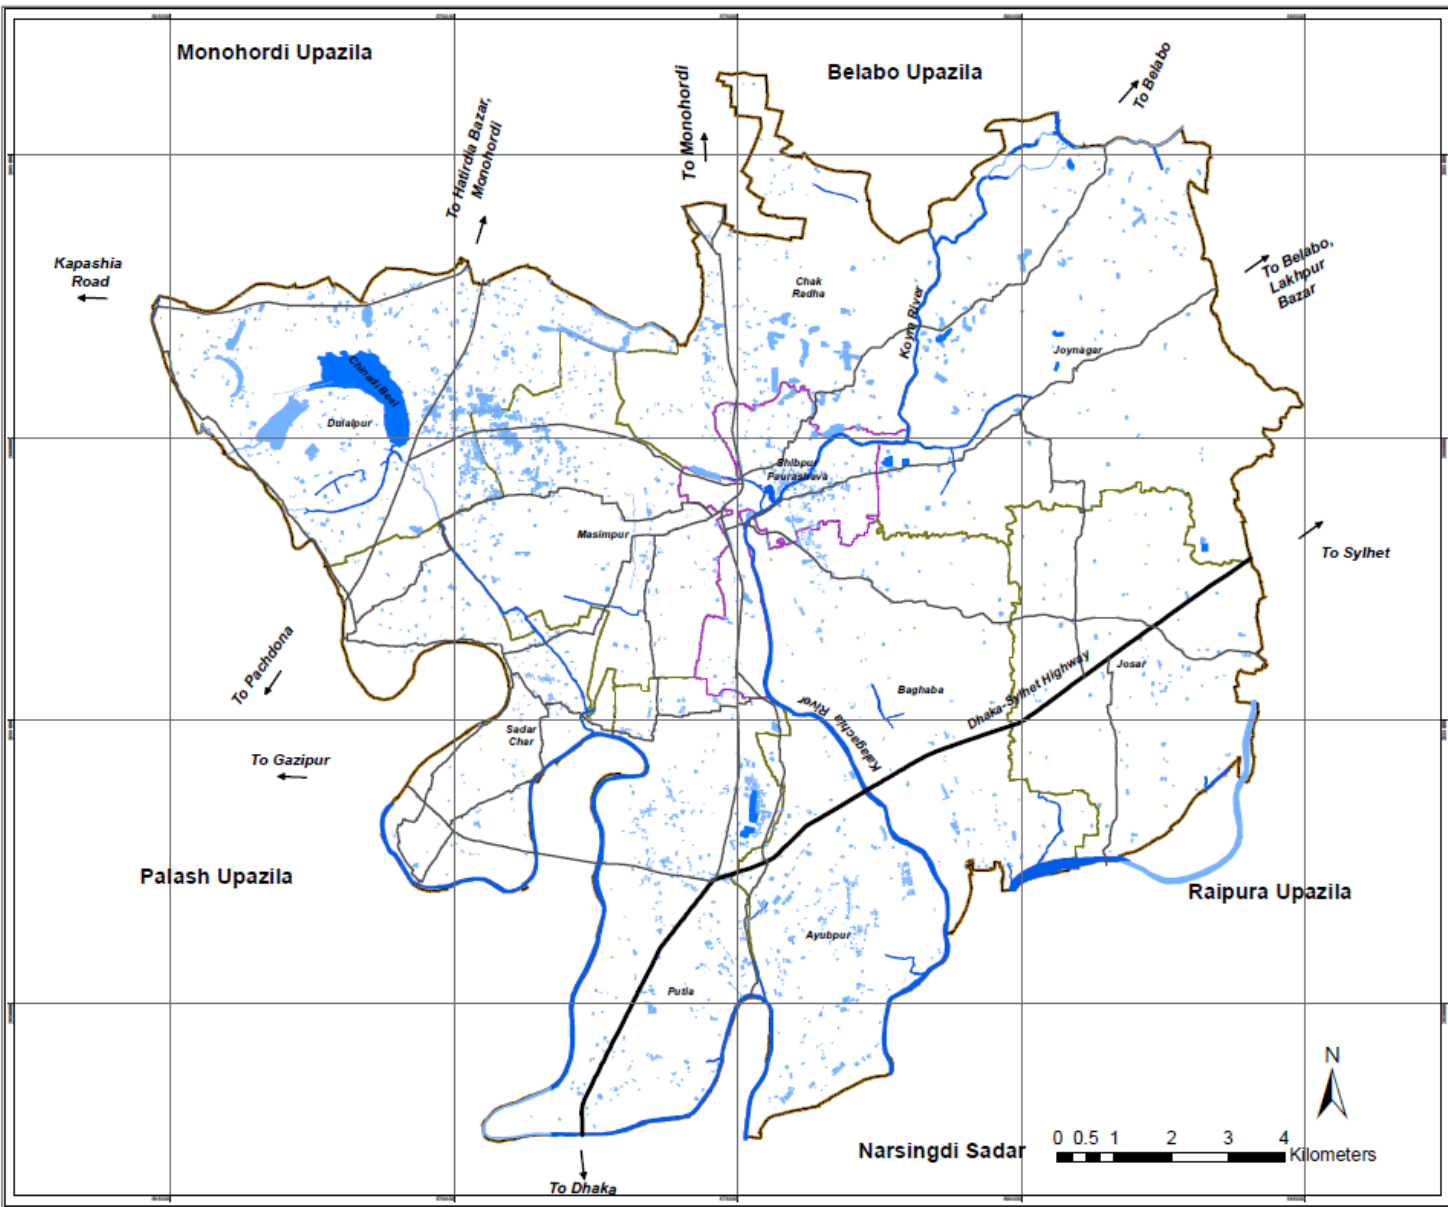 Monohordi Upazila
Belabo Upazila
To Belabo
To Monohordi
To Hatirdia Bazar,
Monohordi
To Belabo,
Lakhpur
Bazar
Kapashia
Road
Chak
Radha
Koyra River
Joynagar
Chinadi Beel
Dulalpur
Shibpur
Paurashava
Masimpur
To Sylhet
To Pachdona
Dhaka-Sylhet Highway
Josar
Baghaba
Kalagachia River
Sadar
Char
To Gazipur
Palash Upazila
Raipura Upazila
Ayubpur
Putia
N
Narsingdi Sadar
0 0.5 1 2 3 4
Kilometers
To Dhaka